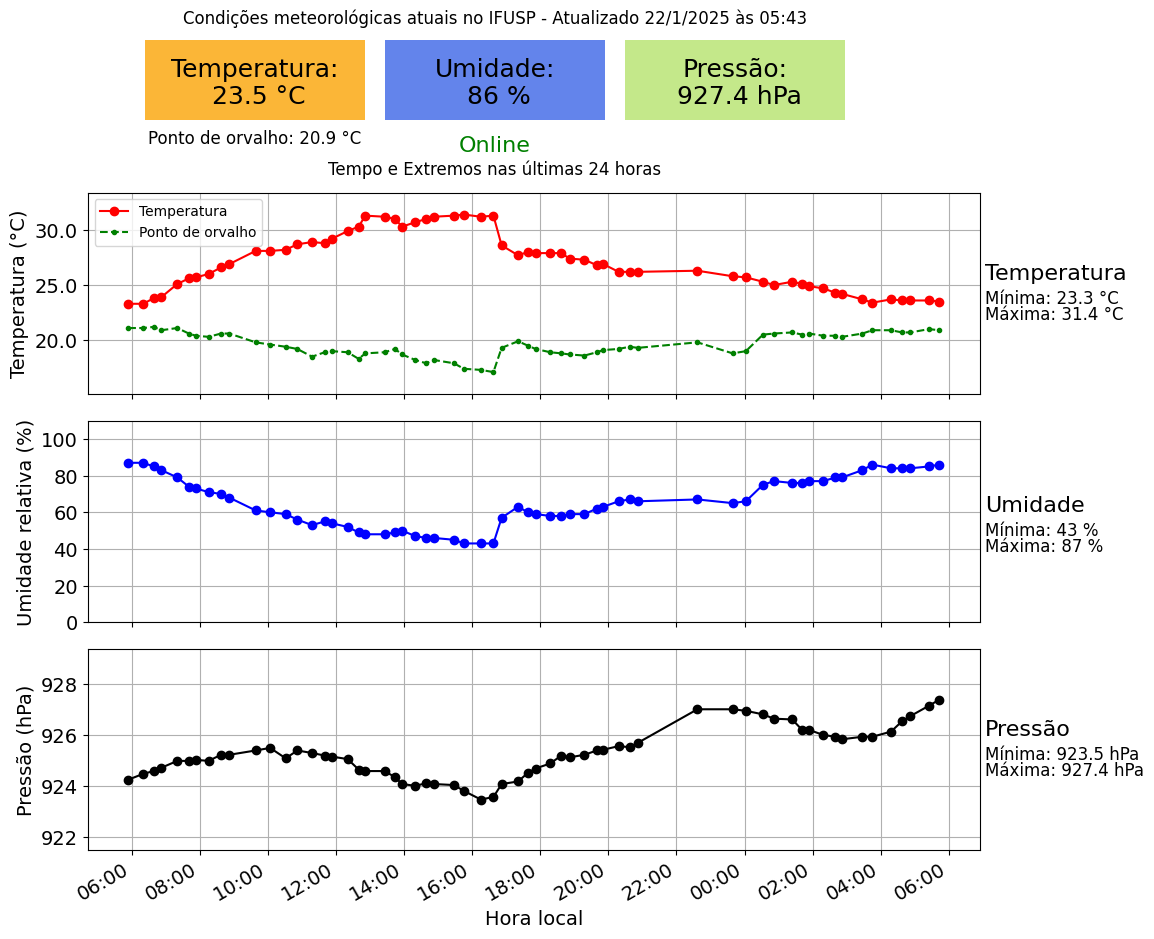 Condições meteorológicas atuais no IFUSP - Atualizado 22/1/2025 às 05:43
Temperatura:
23.5 °C
Umidade:
86 %
Pressão:
927.4 hPa
Ponto de orvalho: 20.9 °C
Online
Tempo e Extremos nas últimas 24 horas
Temperatura (°C)
30.0
25.0
20.0
Temperatura
Ponto de orvalho
Temperatura
Mínima: 23.3 °C
Máxima: 31.4 °C
Umidade relativa (%)
100
80
60
40
20
0
Umidade
Mínima: 43 %
Máxima: 87 %
Pressão (hPa)
928
926
924
922
Pressão
Mínima: 923.5 hPa
Máxima: 927.4 hPa
06:00 08:00 10:00 12:00 14:00 16:00 18:00 20:00 22:00 00:00 02:00 04:00 06:00
Hora local